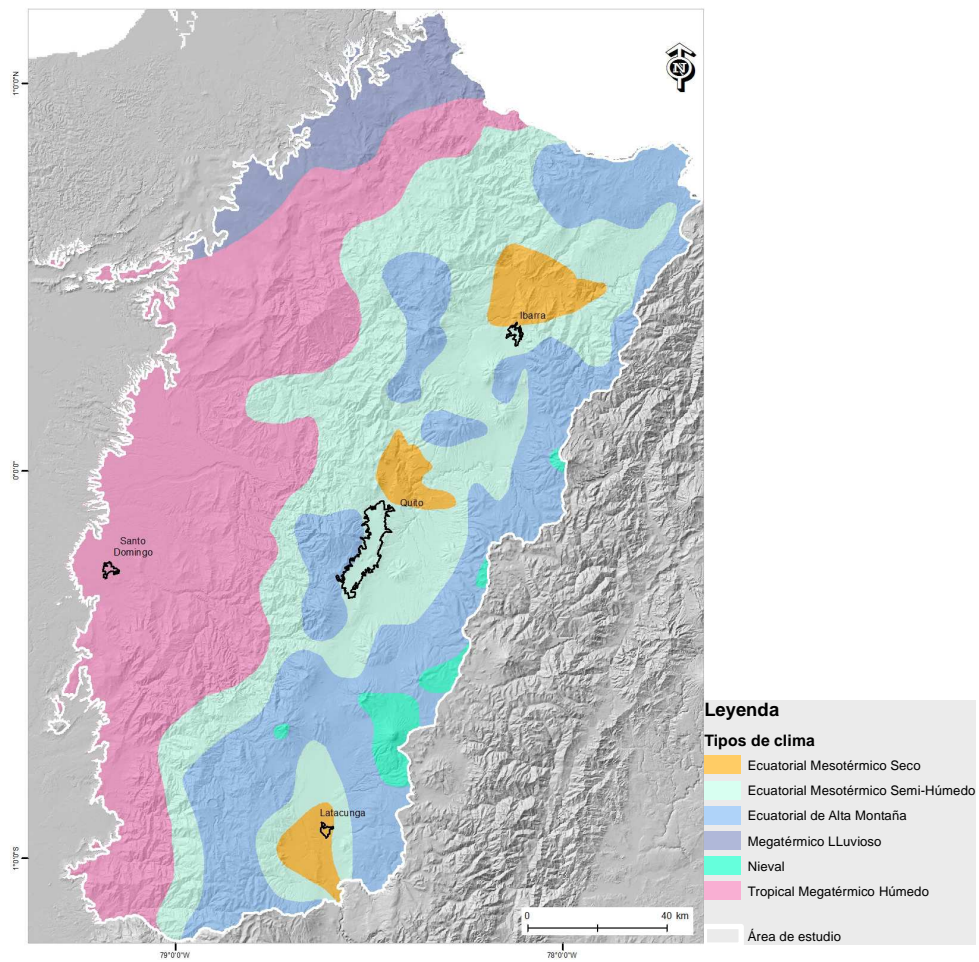 N
1°0'0"N
0°0'0"
1°0'0"S
79°0'0"W
78°0'0"W
Ibarra
Quito
Santo
Domingo
Latacunga
0
40 km
Leyenda
Tipos de clima
Ecuatorial Mesotérmico Seco
Ecuatorial Mesotérmico Semi-Húmedo
Ecuatorial de Alta Montaña
Megatérmico LLuvioso
Nieval
Tropical Megatérmico Húmedo
Área de estudio